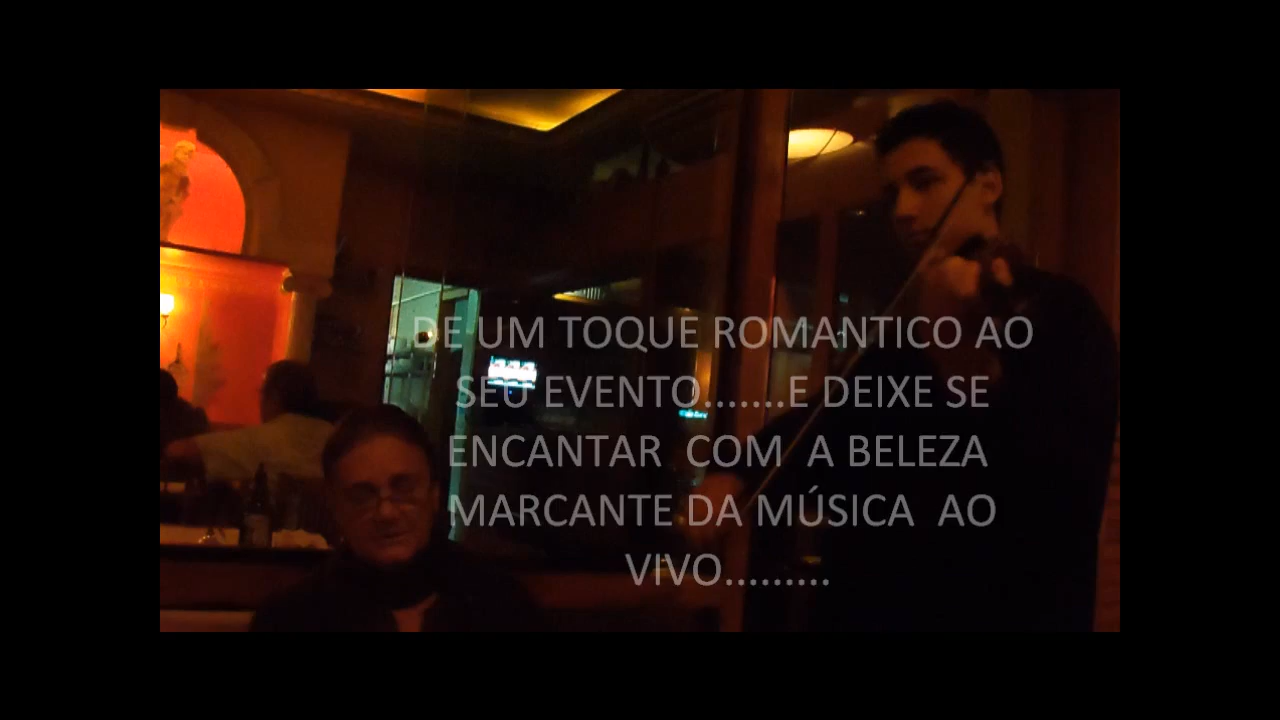 DE UM TOQUE ROMANTICO AO
SEU EVENTO.......E DEIXE SE
ENCANTAR COM A BELEZA
MARCANTE DA MÚSICA AO
VIVO.........